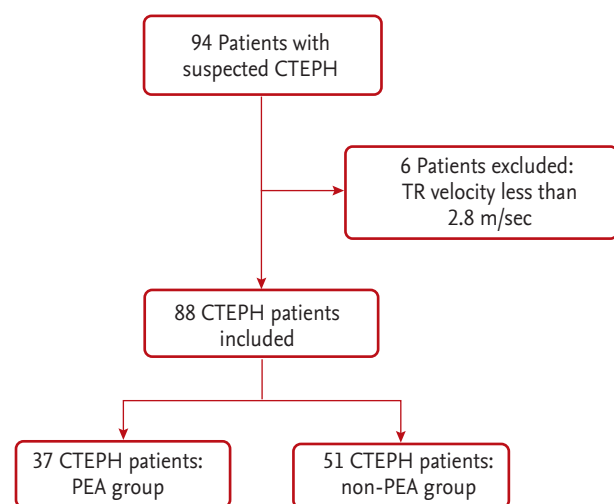 94 Patients with
suspected CTEPH
6 Patients excluded:
TR velocity less than
2.8 m/sec
88 CTEPH patients
included
37 CTEPH patients:
PEA group
51 CTEPH patients:
non-PEA group